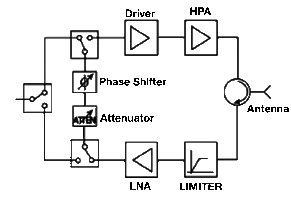 Driver
HPA
Phase Shifter
Antenna
Attenuator
ATTEN
LNA
LIMITER